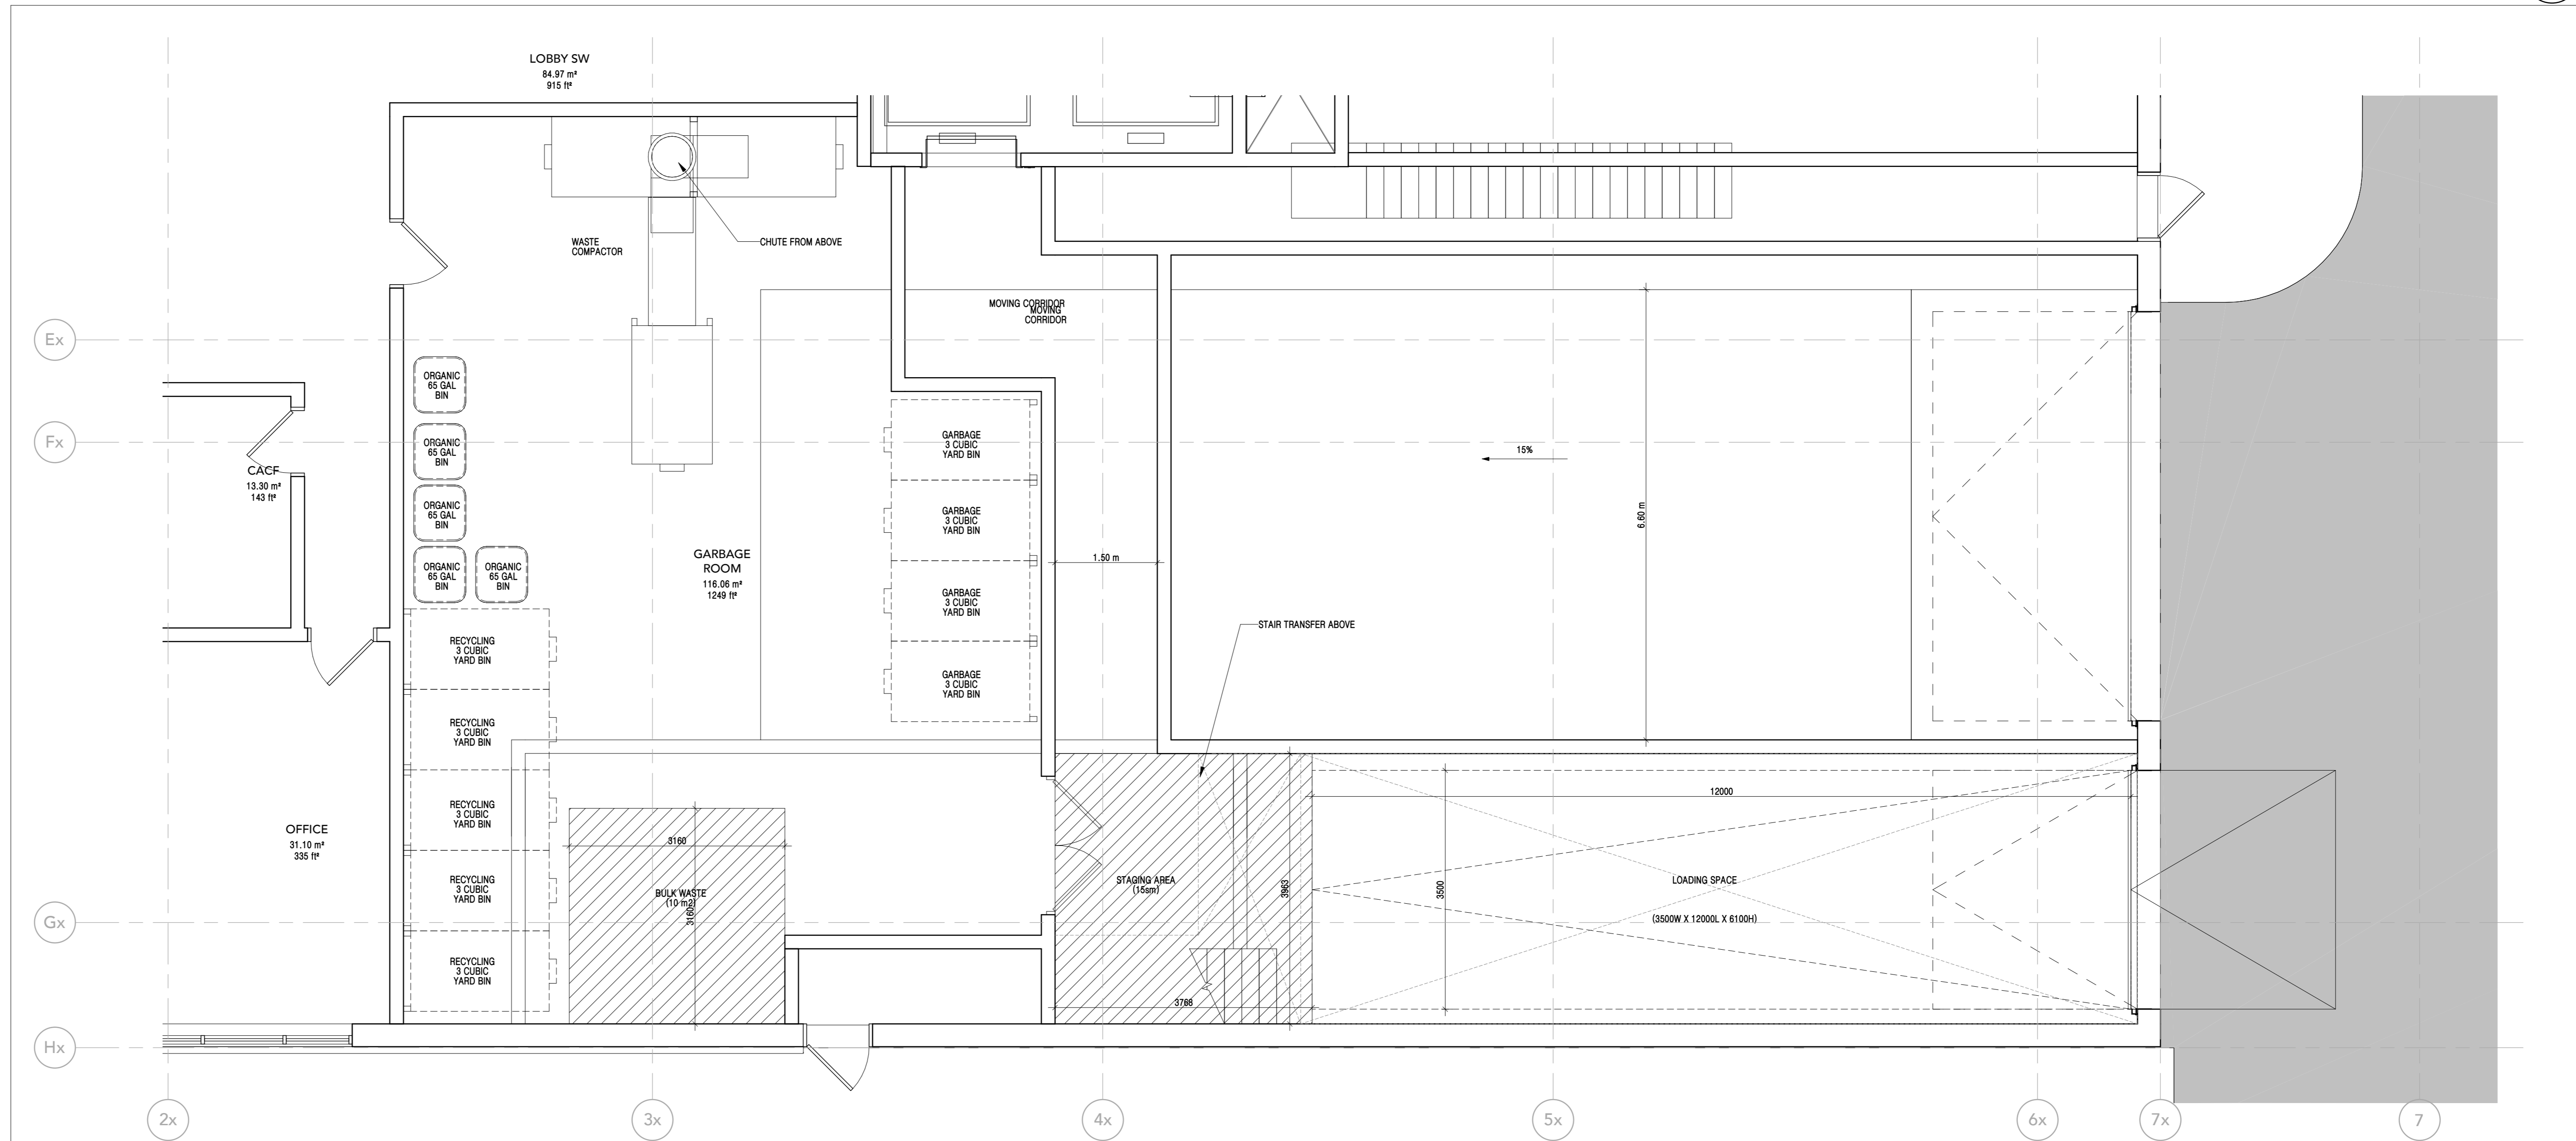 LOBBY SW
84.97 m²
915 ft²
WASTE
COMPACTOR
CHUTE FROM ABOVE
MOVING CORRIDOR
MOVING
CORRIDOR
Ex
ORGANIC
65 GAL
BIN
Fx
ORGANIC
65 GAL
BIN
GARBAGE
3 CUBIC
YARD BIN
15%
CACF
13.30 m²
143 ft²
ORGANIC
65 GAL
BIN
GARBAGE
3 CUBIC
YARD BIN
6.60 m
GARBAGE
ROOM
116.06 m²
1249 ft²
1.50 m
ORGANIC
65 GAL
BIN
ORGANIC
65 GAL
BIN
GARBAGE
3 CUBIC
YARD BIN
STAIR TRANSFER ABOVE
RECYCLING
3 CUBIC
YARD BIN
GARBAGE
3 CUBIC
YARD BIN
RECYCLING
3 CUBIC
YARD BIN
12000
RECYCLING
3 CUBIC
YARD BIN
OFFICE
31.10 m²
335 ft²
3160
RECYCLING
3 CUBIC
YARD BIN
BULK WASTE
(10 m2)
3160
STAGING AREA
(15sm)
3963
3500
LOADING SPACE
(3500W X 12000L X 6100H)
Gx
RECYCLING
3 CUBIC
YARD BIN
3768
Hx
2x
3x
4x
5x
6x
7x
7